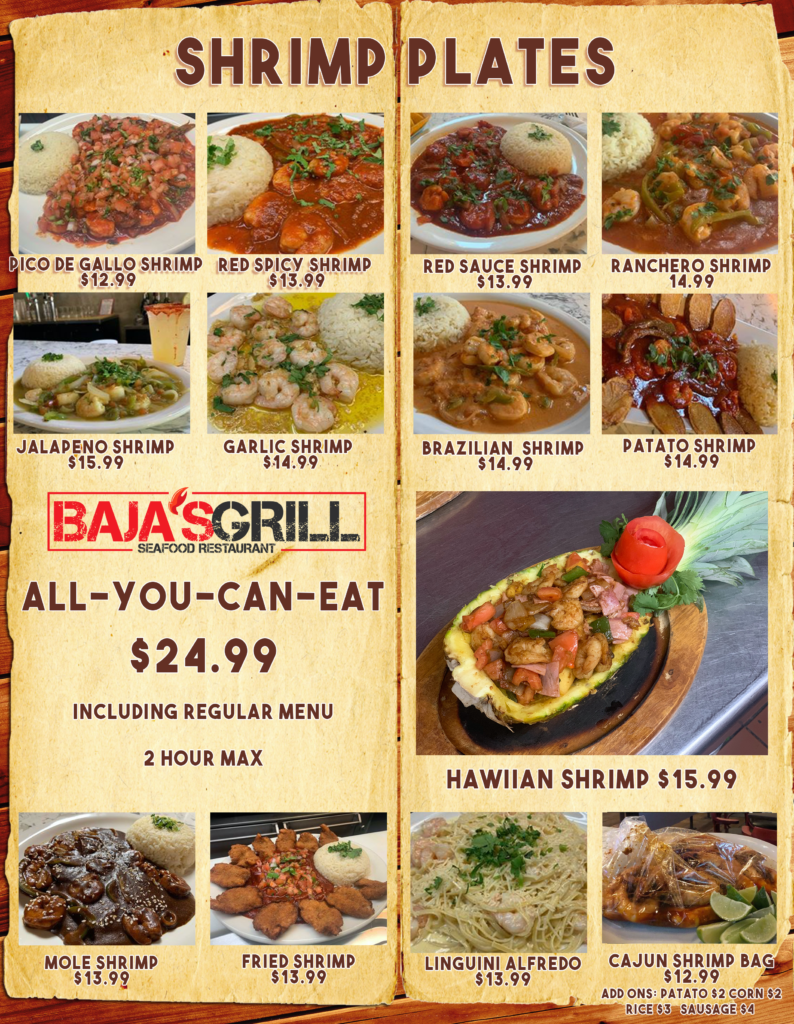 SHRIMP PLATES
PICO DE GALLO SHRIMP
$12.99
RED SPICY SHRIMP
$13.99
RED SAUCE SHRIMP
$13.99
RANCHERO SHRIMP
14.99
JALAPENO SHRIMP
$15.99
GARLIC SHRIMP
$14.99
BRAZILIAN SHRIMP
$14.99
PATATO SHRIMP
$14.99
BAJA'SGRILL
SEAFOOD RESTAURANT
ALL-YOU-CAN-EAT
$24.99
INCLUDING REGULAR MENU
2 HOUR MAX
HAWIIAN SHRIMP $15.99
MOLE SHRIMP
$13.99
FRIED SHRIMP
$13.99
LINGUINI ALFREDO
$13.99
CAJUN SHRIMP BAG
$12.99
ADD ONS: PATATO $2 CORN $2
RICE $3 SAUSAGE $4